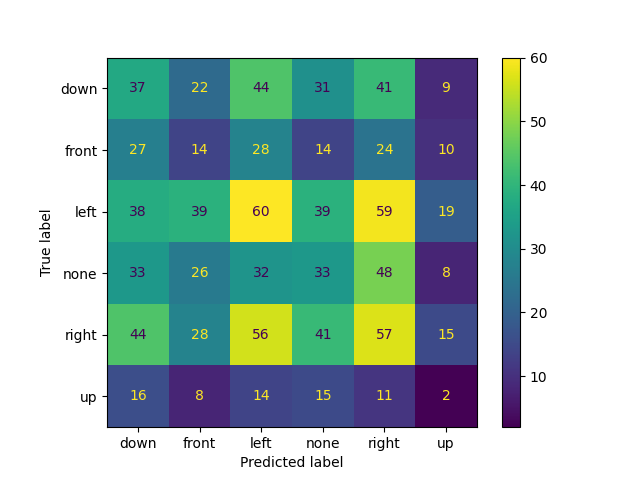 True label
down 37 22 44 31 41 9
front 27 14 28 14 24 10
left 38 39 60 39 59 19
none 33 26 32 33 48 8
right 44 28 56 41 57 15
up 16 8 14 15 11 2
down front left none right up
Predicted label
60
50
40
30
20
10